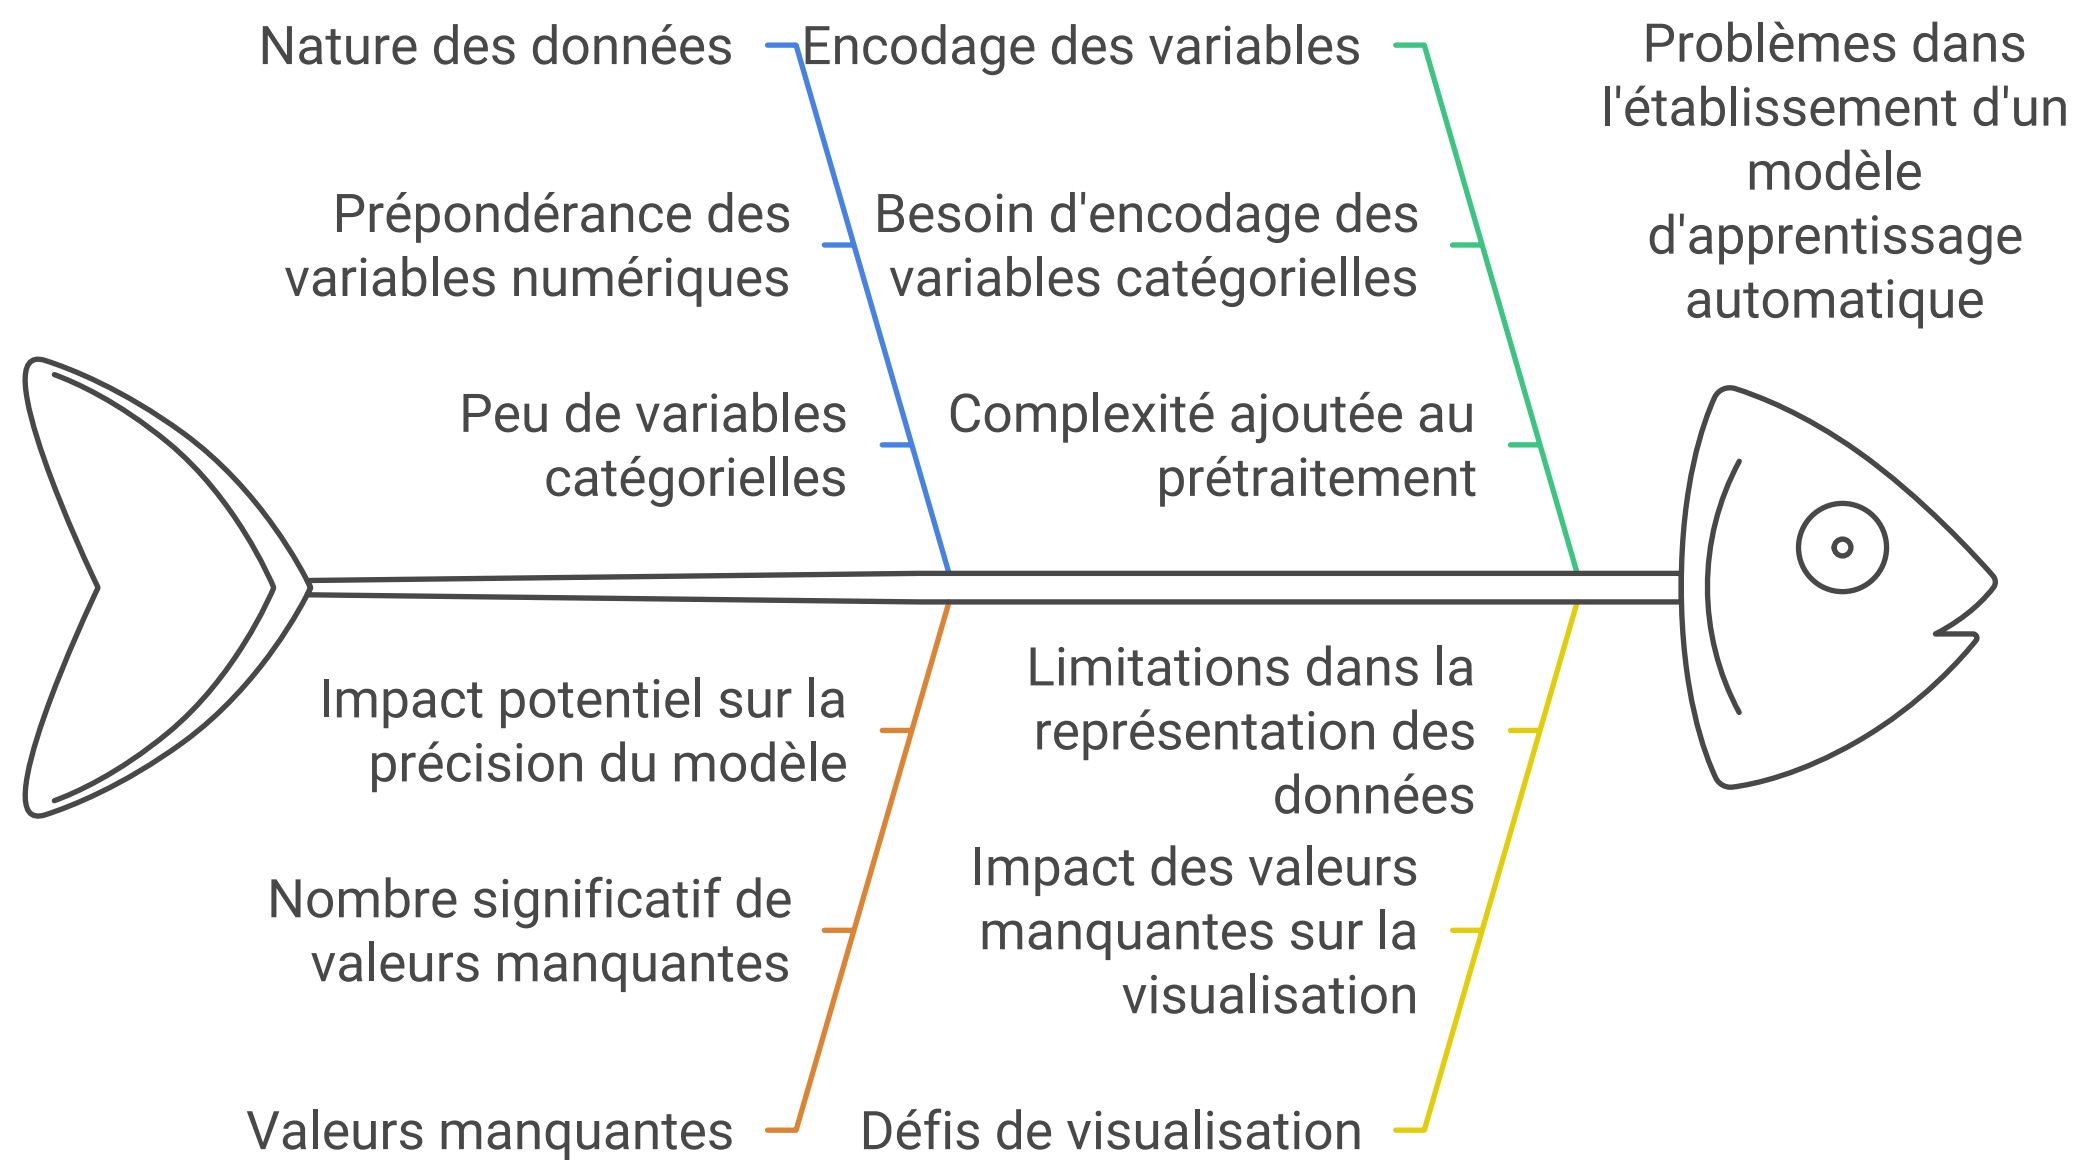 Nature des données
Encodage des variables
Problèmes dans
l'établissement d'un
modèle
d'apprentissage
automatique
Prépondérance des
variables numériques
Besoin d'encodage des
variables catégorielles
Peu de variables
catégorielles
Complexité ajoutée au
prétraitement
Impact potentiel sur la
précision du modèle
Limitations dans la
représentation des
données
Nombre significatif de
valeurs manquantes
Impact des valeurs
manquantes sur la
visualisation
Valeurs manquantes
Défis de visualisation